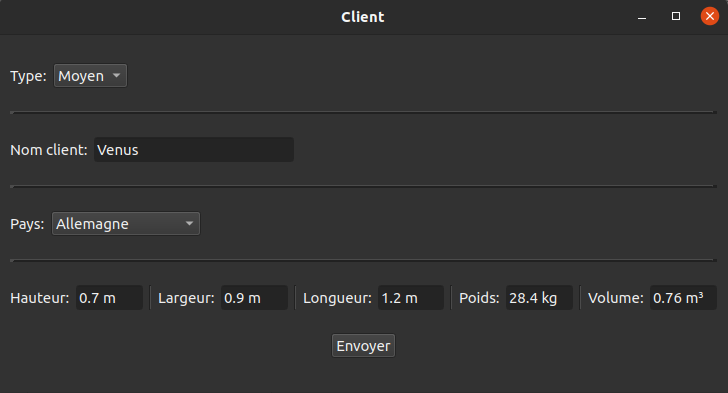 Client
Type: Moyen
Nom client: Venus
Pays: Allemagne
Hauteur: 0.7 m Largeur: 0.9 m Longueur: 1.2 m Poids: 28.4 kg Volume: 0.76 m³
Envoyer